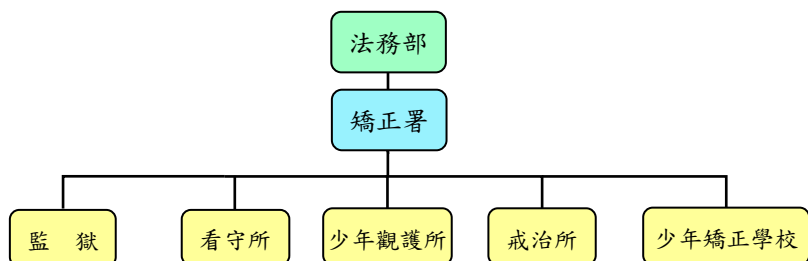 法務部
矯正署
監　獄
看守所
少年觀護所
戒治所
少年矯正學校